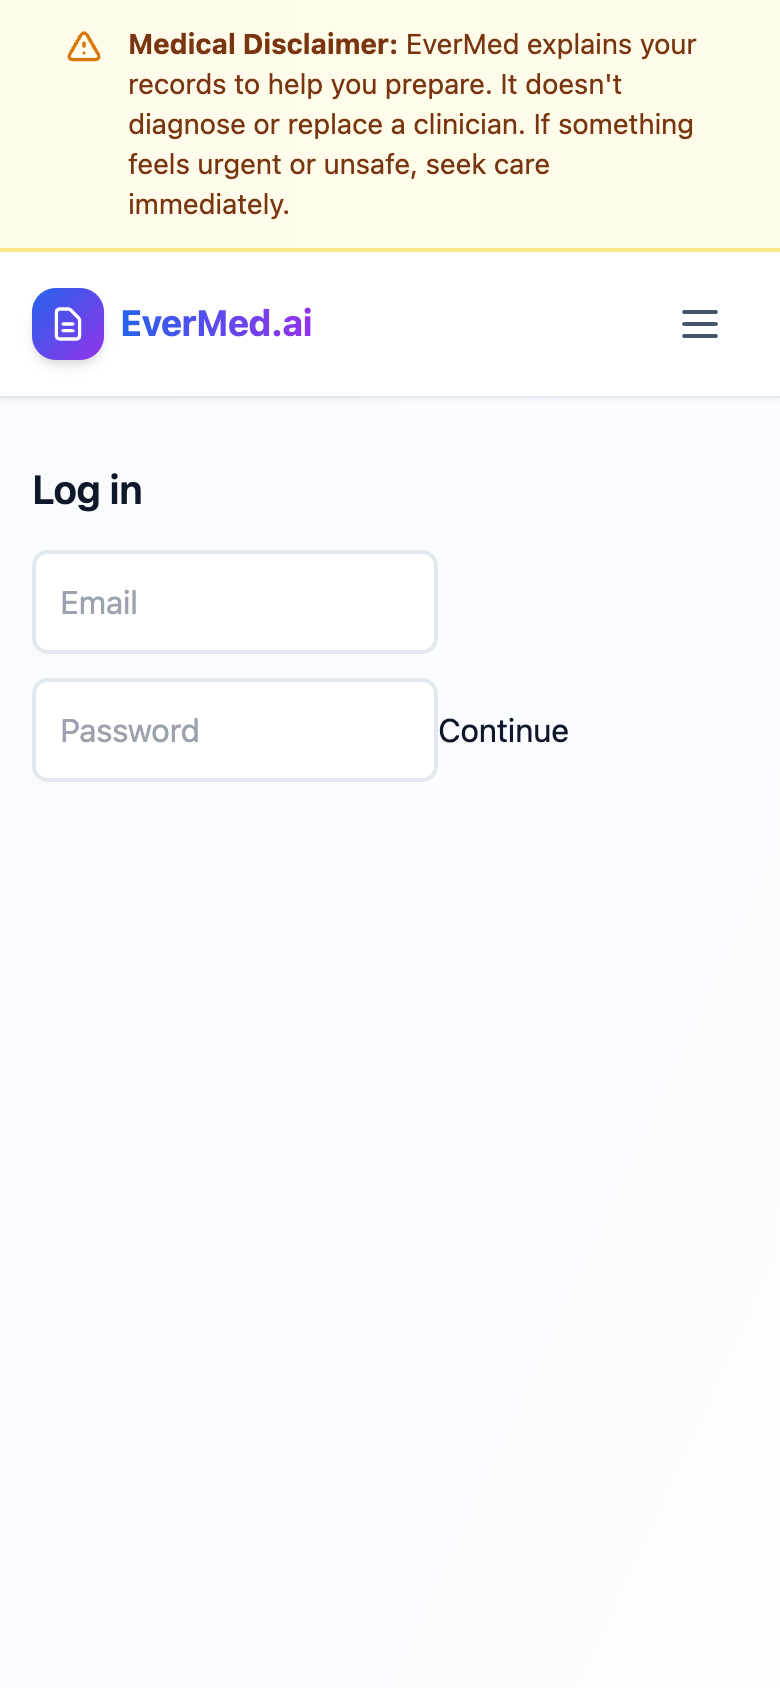 Medical Disclaimer: EverMed explains your
records to help you prepare. It doesn't
diagnose or replace a clinician. If something
feels urgent or unsafe, seek care
immediately.
EverMed.ai
Log in
Email
Password
Continue